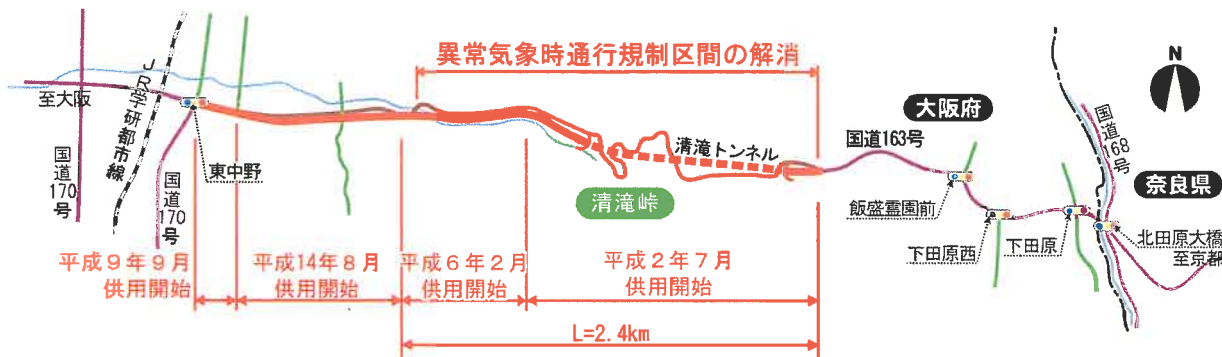 異常気象時通行規制区間の解消
N
至大阪
JR学研都市線
国道170号
国道170号
東中野
清滝トンネル
清滝峠
国道163号
大阪府
国道168号
奈良県
飯盛霊園前
下田原西
下田原
北田原大橋
至京都
平成9年9月
供用開始
平成14年8月
供用開始
平成6年2月
供用開始
平成2年7月
供用開始
L=2.4km